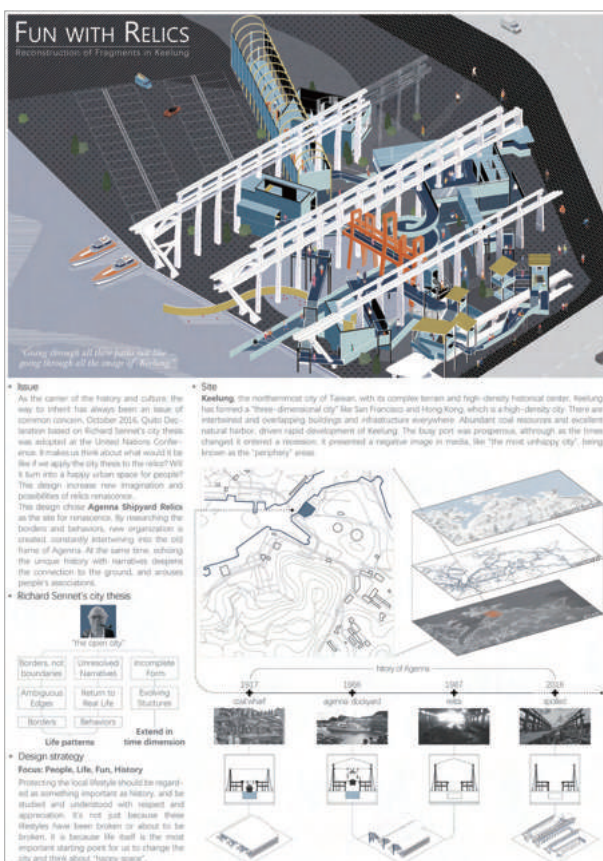 FUN WITH RELICS
Reconstruction of Fragments in Keelung
"Going through all these paths just like
going through all the image of Keelung."
Issue
As the carrier of the history and culture, the
way to inherit has always been an issue of
common concern. October 2016, Quito Dec-
laration based on Richard Sennet's city thesis
was adopted at the United Nations Confer-
ence. It makes us think about what would it be
like if we apply the city thesis to the relics? Will
it turn into a happy urban space for people?
This design increase new imagination and
possibilities of relics renascence.
This design chose Agenna Shipyard Relics
as the site for renascence. By researching the
borders and behaviors, new organization is
created, constantly intertwining into the old
frame of Agenna. At the same time, echoing
the unique history with narratives deepens
the connection to the ground, and arouses
people's associations.
Richard Sennet's city thesis
"the open city"
Borders, not boundaries
Unresolved Narratives
Incomplete Form
Ambiguous Edges
Return to Real Life
Evolving Stuctures
Borders
Behaviors
Life patterns
Extend in
time dimension
Design strategy
Focus: People, Life, Fun, History
Protecting the local lifestyle should be regard-
ed as something important as history, and be
studied and understood with respect and
appreciation. It's not just because these
lifestyles have been broken or about to be
broken, it is because life itself is the most
important starting point for us to change the
city and think about "happy space".
Site
Keelung, the northernmost city of Taiwan, with its complex terrain and high-density historical center, Keelung
has formed a "three-dimensional city" like San Francisco and Hong Kong, which is a high-density city. There are
intertwined and overlapping buildings and infrastructure everywhere. Abundant coal resources and excellent
natural harbor, driven rapid development of Keelung. The busy port was prosperous, although as the times
changed it entered a recession, it presented a negative image in media, like "the most unhappy city", being
known as the "periphery" areas.
history of Agenna
1917 1966 1987 2016
coal wharf agenna dockyard relics spoiled